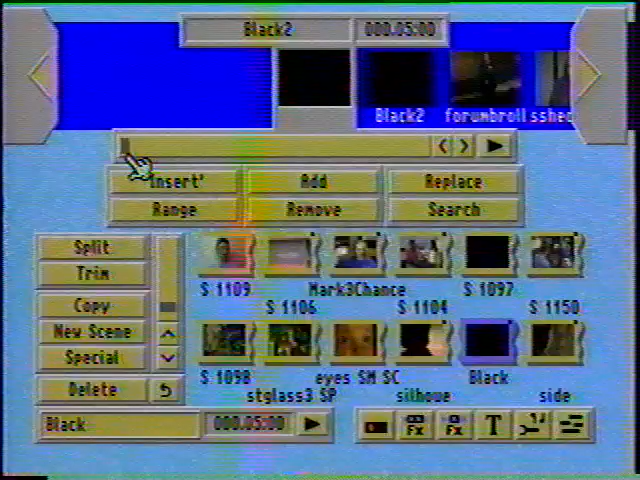 Black2 000.05:00
Black2 forumbroll sshed
< >
Insert' Add Replace
Range Remove Search
Split
Trim
Copy
New Scene
Special
Delete
S 1109 Mark3Chance S 1097
S 1106 S 1104 S 1150
S 1098 eyes SM SC Black
stglass3 SP silhoue side
Black 000.05:00
Fx Fx T